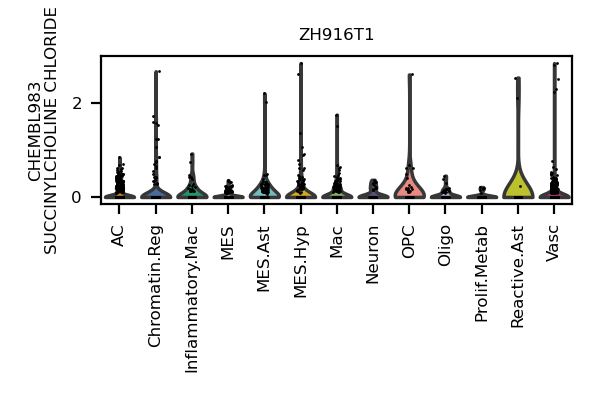 ZH916T1
CHEMBL983
SUCCINYLCHOLINE CHLORIDE
2
0
AC
Chromatin.Reg
Inflammatory.Mac
MES
MES.Ast
MES.Hyp
Mac
Neuron
OPC
Oligo
Prolif.Metab
Reactive.Ast
Vasc